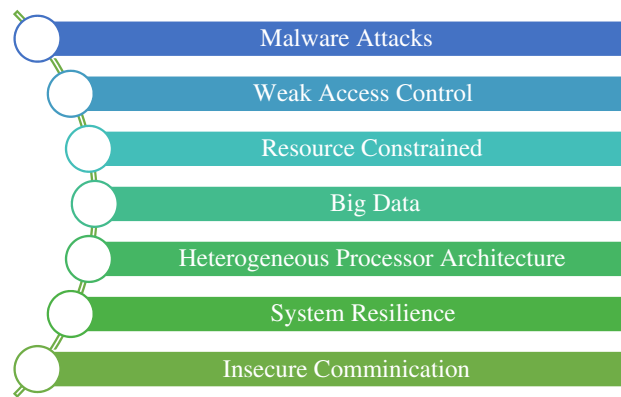 Malware Attacks
Weak Access Control
Resource Constrained
Big Data
Heterogeneous Processor Architecture
System Resilience
Insecure Comminication